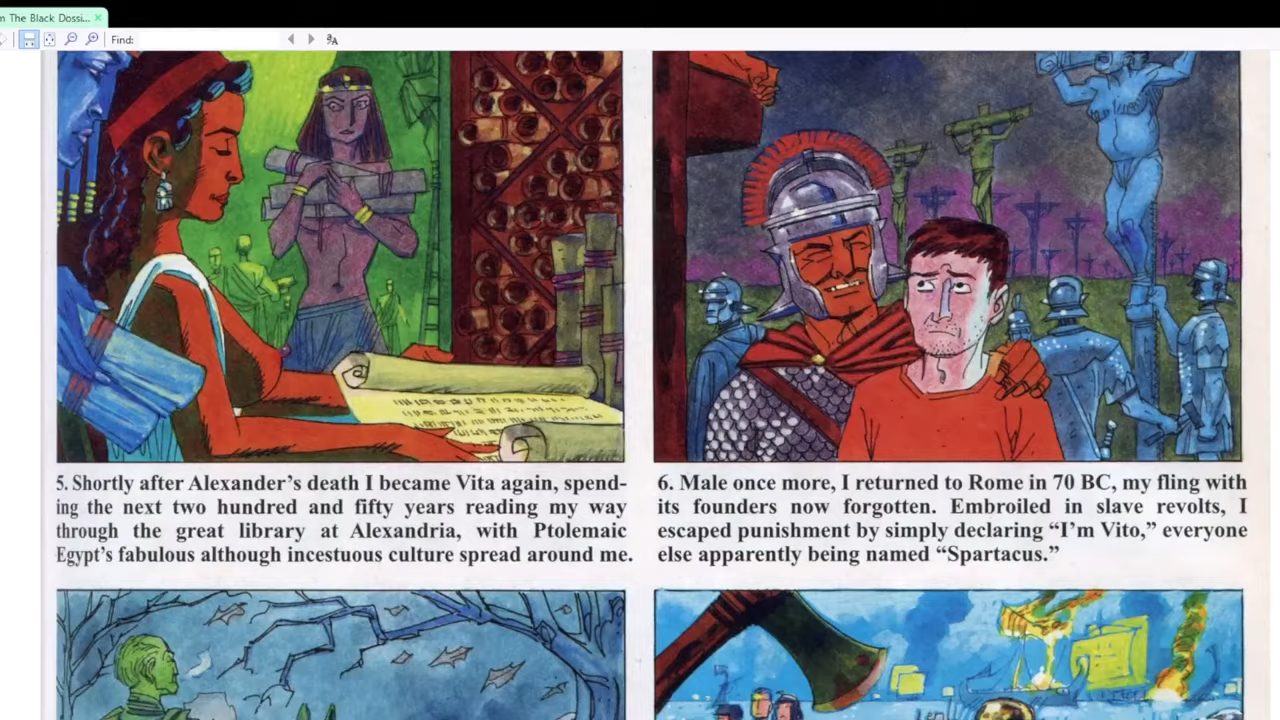 m The Black Dossi...
Find:
5. Shortly after Alexander's death I became Vita again, spend-
ing the next two hundred and fifty years reading my way
through the great library at Alexandria, with Ptolemaic
Egypt's fabulous although incestuous culture spread around me.
6. Male once more, I returned to Rome in 70 BC, my fling with
its founders now forgotten. Embroiled in slave revolts, I
escaped punishment by simply declaring “I'm Vito,” everyone
else apparently being named “Spartacus.”